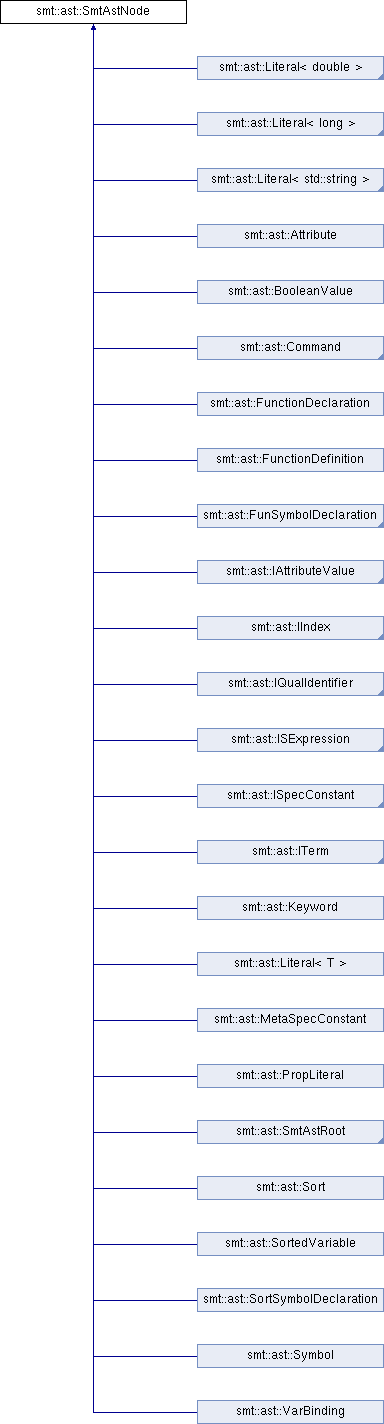 smt::ast::SmtAstNode
smt::ast::Literal< double >
smt::ast::Literal< long >
smt::ast::Literal< std::string >
smt::ast::Attribute
smt::ast::BooleanValue
smt::ast::Command
smt::ast::FunctionDeclaration
smt::ast::FunctionDefinition
smt::ast::FunSymbolDeclaration
smt::ast::IAttributeValue
smt::ast::IIndex
smt::ast::IQualIdentifier
smt::ast::ISExpression
smt::ast::ISpecConstant
smt::ast::ITerm
smt::ast::Keyword
smt::ast::Literal< T >
smt::ast::MetaSpecConstant
smt::ast::PropLiteral
smt::ast::SmtAstRoot
smt::ast::Sort
smt::ast::SortedVariable
smt::ast::SortSymbolDeclaration
smt::ast::Symbol
smt::ast::VarBinding